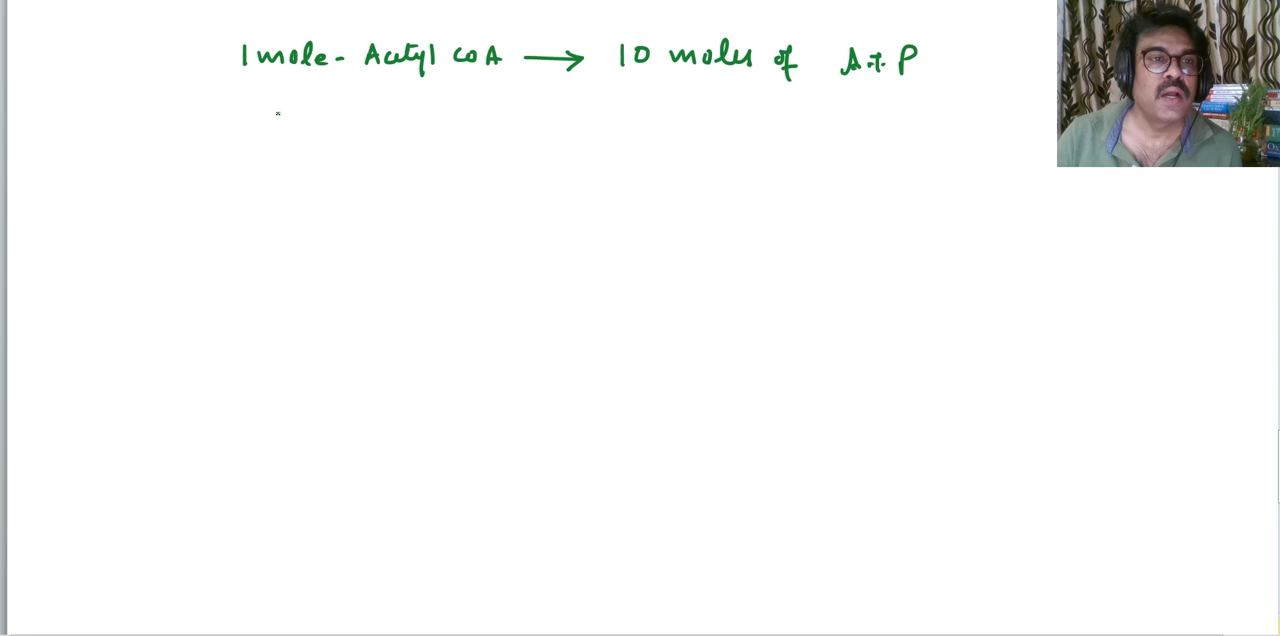 1 mole - Acetyl coA → 10 moles of A.T.P